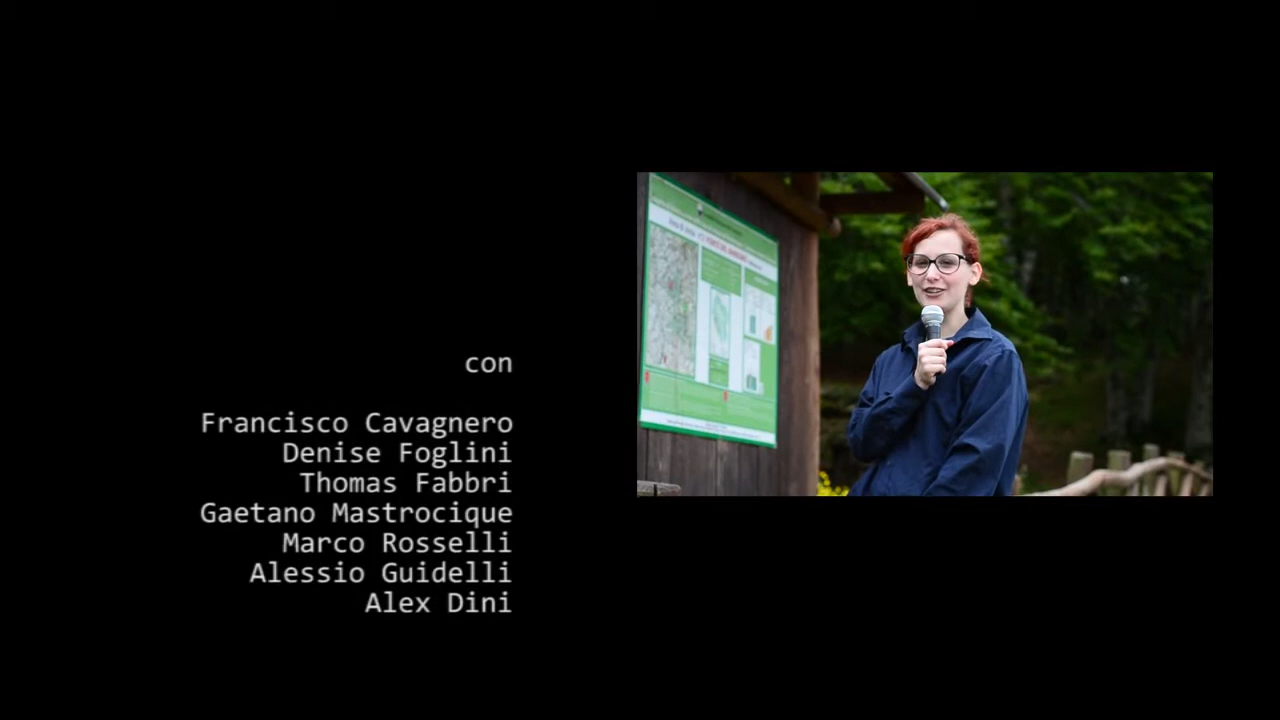 con
Francisco Cavagnero
Denise Foglini
Thomas Fabbri
Gaetano Mastrocique
Marco Rosselli
Alessio Guidelli
Alex Dini